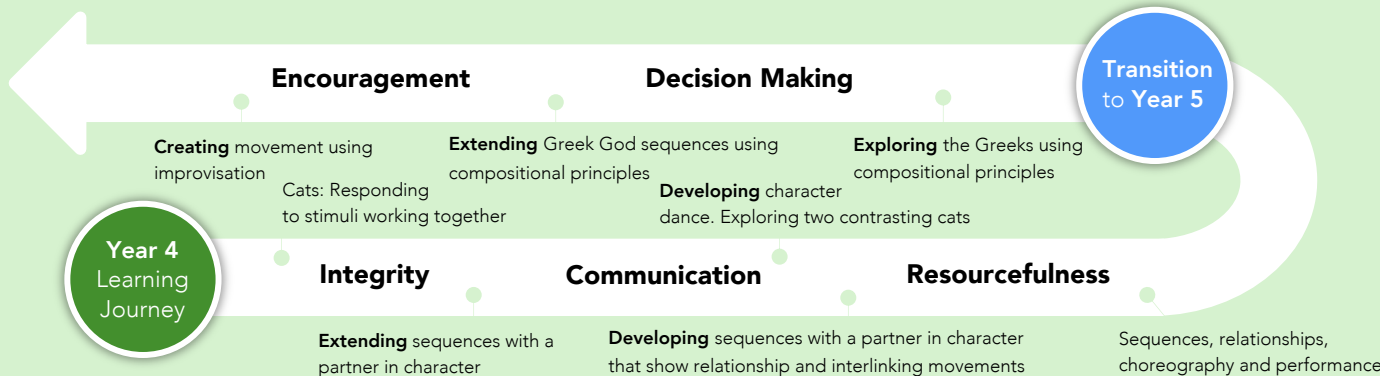 Encouragement
Decision Making
Transition
to Year 5
Creating movement using
improvisation
Extending Greek God sequences using
compositional principles
Exploring the Greeks using
compositional principles
Cats: Responding
to stimuli working together
Developing character
dance. Exploring two contrasting cats
Year 4
Learning
Journey
Integrity
Communication
Resourcefulness
Extending sequences with a
partner in character
Developing sequences with a partner in character
that show relationship and interlinking movements
Sequences, relationships,
choreography and performance